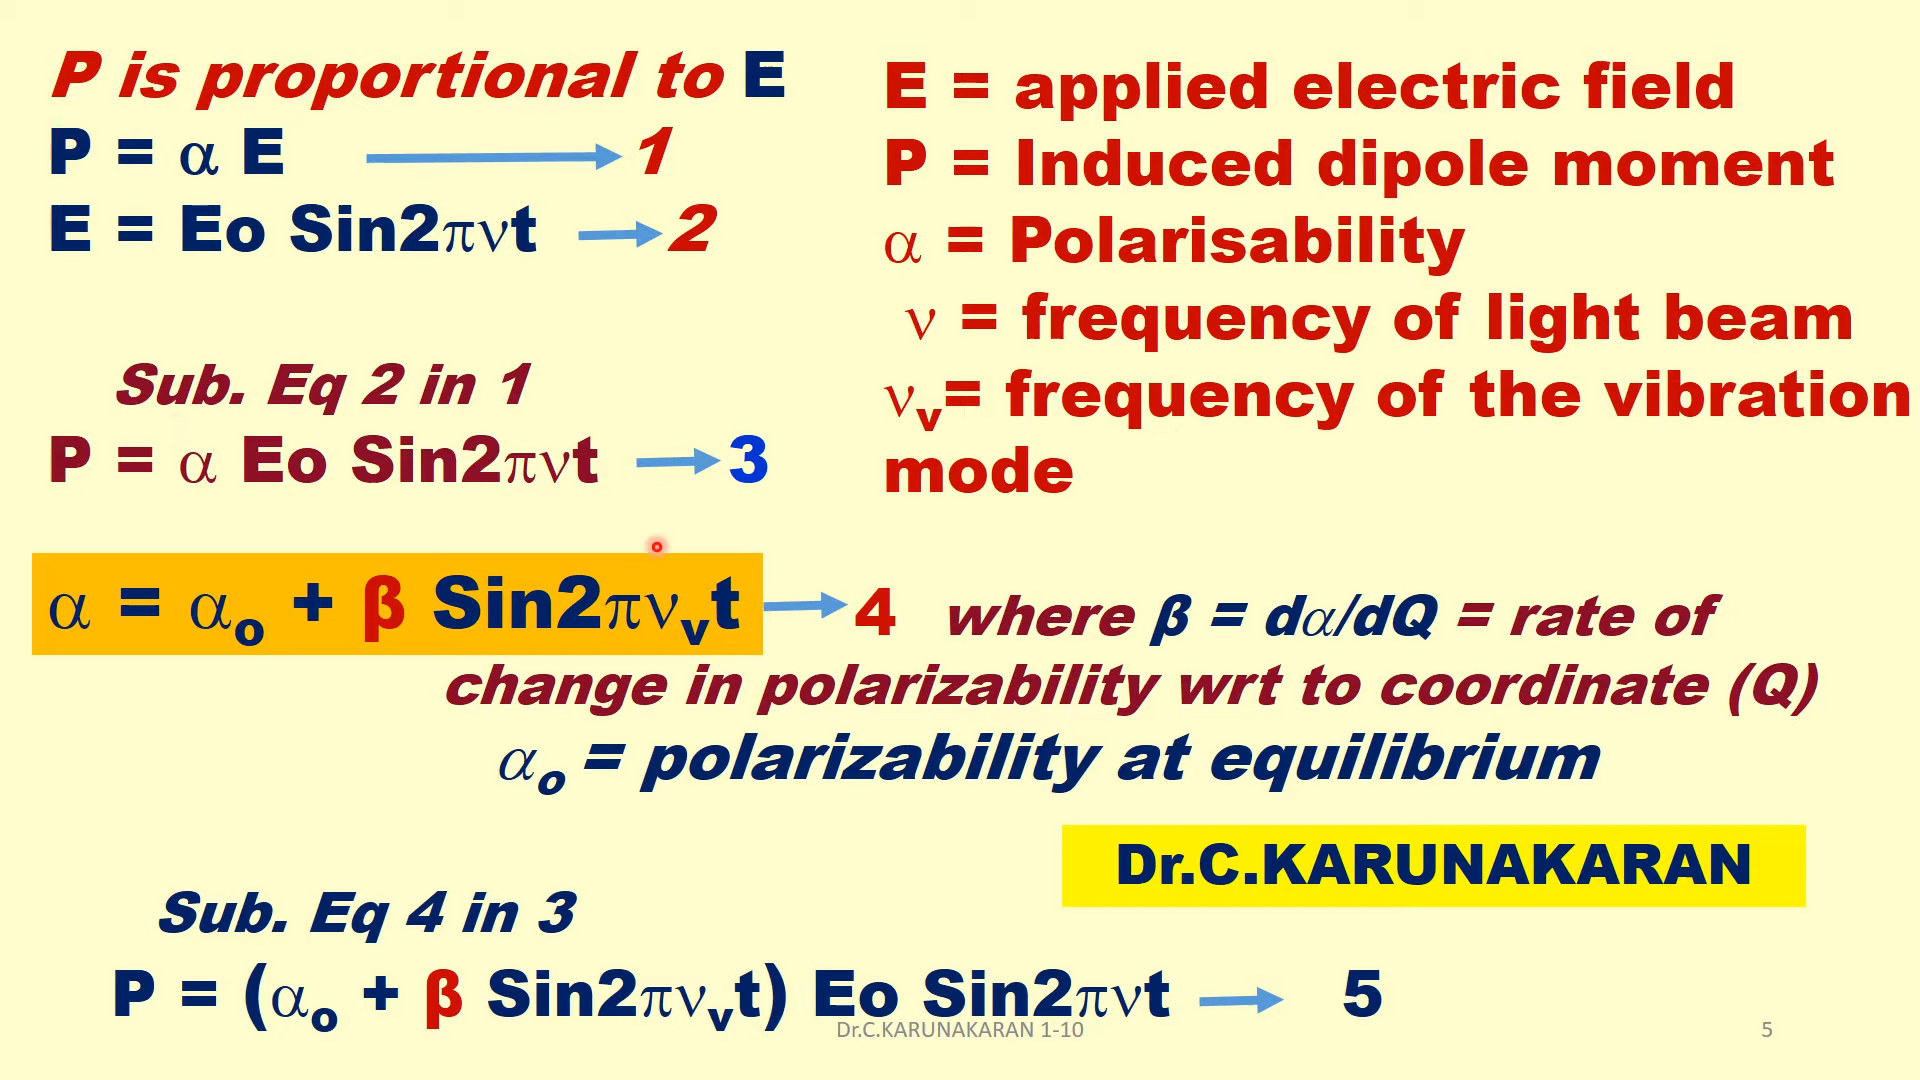 P is proportional to E
P = α E 1
E = Eo Sin2πνt 2
Sub. Eq 2 in 1
P = α Eo Sin2πνt 3
E = applied electric field
P = Induced dipole moment
α = Polarisability
ν = frequency of light beam
νv= frequency of the vibration
mode
α = αo + β Sin2πνvt 4 where β = dα/dQ = rate of
change in polarizability wrt to coordinate (Q)
αo = polarizability at equilibrium
Dr.C.KARUNAKARAN
Sub. Eq 4 in 3
P = (αo + β Sin2πνvt) Eo Sin2πνt 5
Dr.C.KARUNAKARAN 1-10
5